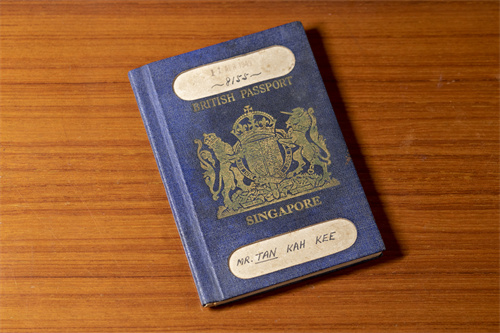 ~9155~
BRITISH PASSPORT
SINGAPORE
MR. TAN KAH KEE